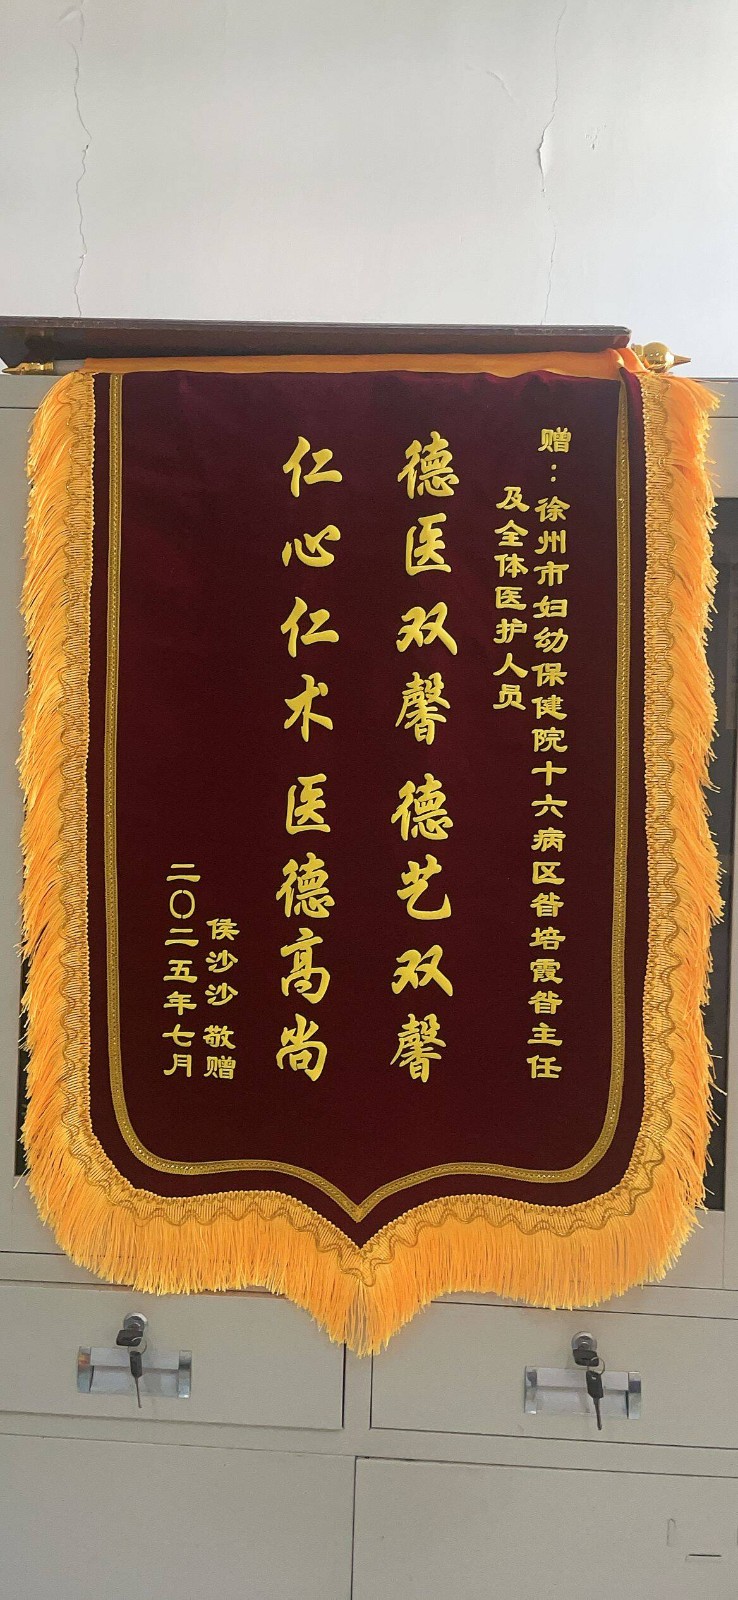 赠：徐州市妇幼保健院十六病区昝培霞昝主任
及全体医护人员
德医双馨德艺双馨
仁心仁术医德高尚
侯沙沙 敬赠
二〇二五年七月